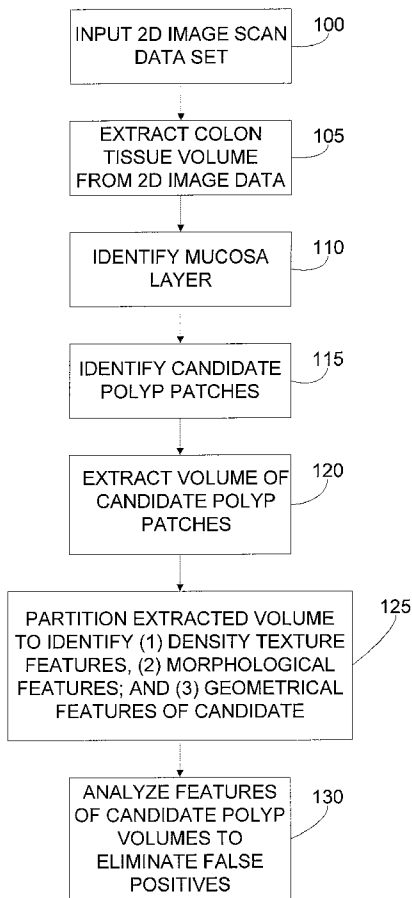 INPUT 2D IMAGE SCAN
DATA SET
100
EXTRACT COLON
TISSUE VOLUME
FROM 2D IMAGE DATA
105
IDENTIFY MUCOSA
LAYER
110
IDENTIFY CANDIDATE
POLYP PATCHES
115
EXTRACT VOLUME OF
CANDIDATE POLYP
PATCHES
120
PARTITION EXTRACTED VOLUME
TO IDENTIFY (1) DENSITY TEXTURE
FEATURES, (2) MORPHOLOGICAL
FEATURES; AND (3) GEOMETRICAL
FEATURES OF CANDIDATE
125
ANALYZE FEATURES
OF CANDIDATE POLYP
VOLUMES TO
ELIMINATE FALSE
POSITIVES
130